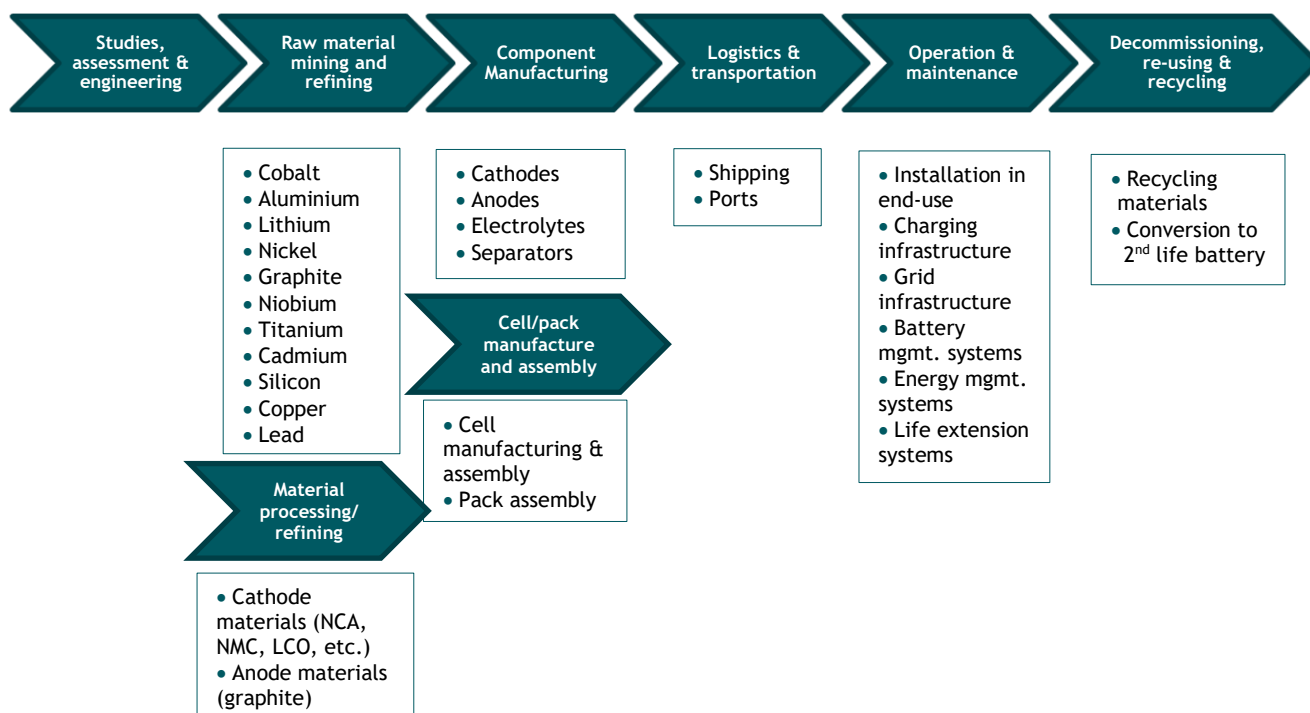 Studies,
assessment &
engineering
Raw material
mining and
refining
Component
Manufacturing
Logistics &
transportation
Operation &
maintenance
Decommissioning,
re-using &
recycling
• Cobalt
• Aluminium
• Lithium
• Nickel
• Graphite
• Niobium
• Titanium
• Cadmium
• Silicon
• Copper
• Lead
Material
processing/
refining
• Cathode
materials (NCA,
NMC, LCO, etc.)
• Anode materials
(graphite)
• Cathodes
• Anodes
• Electrolytes
• Separators
Cell/pack
manufacture
and assembly
• Cell
manufacturing &
assembly
• Pack assembly
• Shipping
• Ports
• Installation in
end-use
• Charging
infrastructure
• Grid
infrastructure
• Battery
mgmt. systems
• Energy mgmt.
systems
• Life extension
systems
• Recycling
materials
• Conversion to
2nd life battery